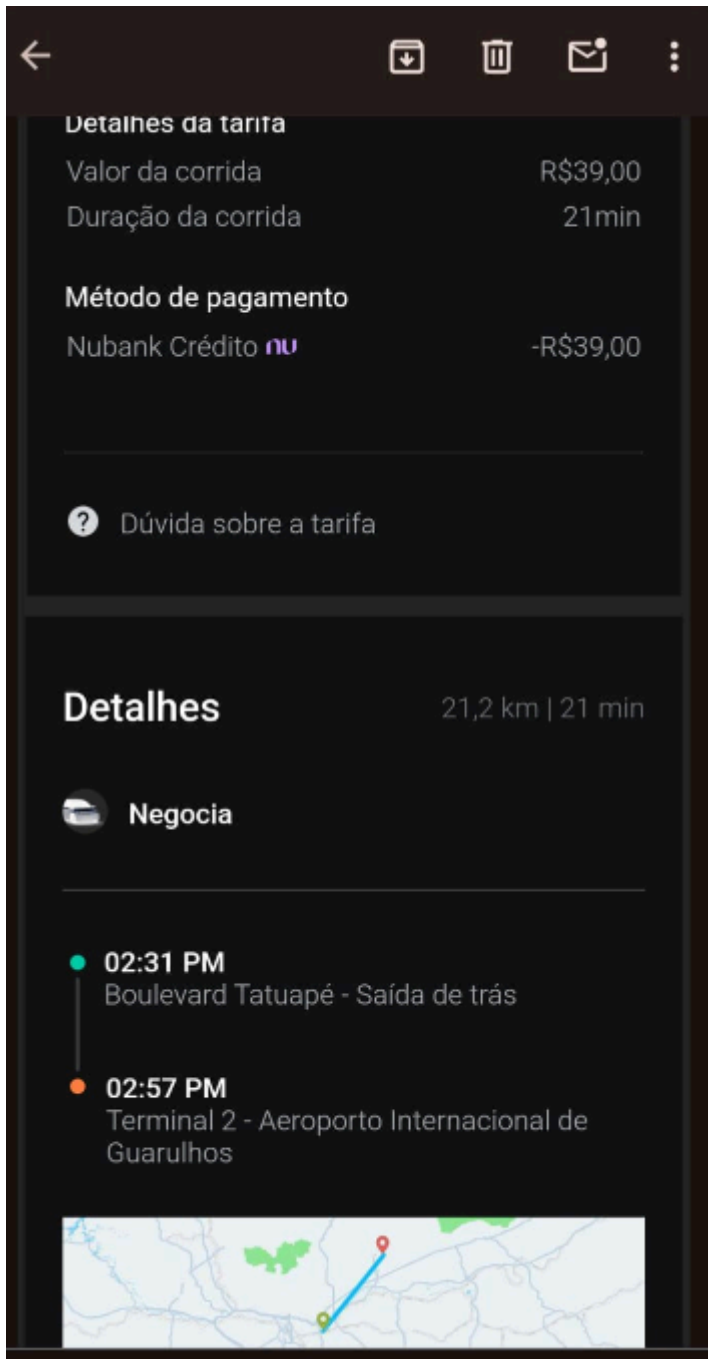 Detalhes da tarifa
Valor da corrida R$39,00
Duração da corrida 21min
Método de pagamento
Nubank Crédito nu -R$39,00
Dúvida sobre a tarifa
Detalhes 21,2 km | 21 min
Negocia
02:31 PM
Boulevard Tatuapé - Saída de trás
02:57 PM
Terminal 2 - Aeroporto Internacional de
Guarulhos